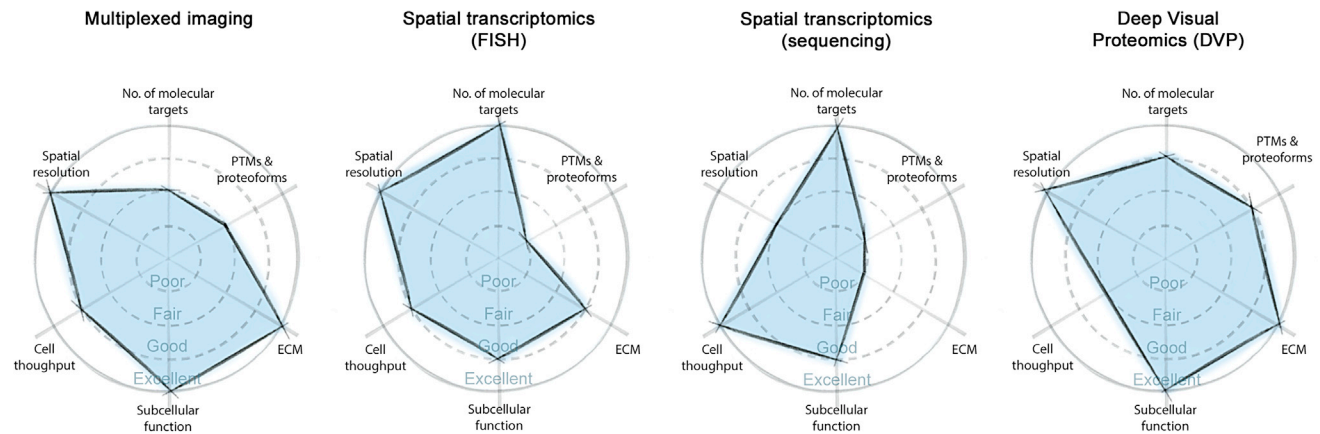 Multiplexed imaging
No. of molecular
targets
Spatial
resolution
PTMs &
proteoforms
Poor
Fair
Good
Excellent
Cell
thoughput
ECM
Subcellular
function
Spatial transcriptomics
(FISH)
No. of molecular
targets
Spatial
resolution
PTMs &
proteoforms
Poor
Fair
Good
Excellent
Cell
thoughput
ECM
Subcellular
function
Spatial transcriptomics
(sequencing)
No. of molecular
targets
Spatial
resolution
PTMs &
proteoforms
Poor
Fair
Good
Excellent
Cell
thoughput
ECM
Subcellular
function
Deep Visual
Proteomics (DVP)
No. of molecular
targets
Spatial
resolution
PTMs &
proteoforms
Poor
Fair
Good
Excellent
Cell
thoughput
ECM
Subcellular
function